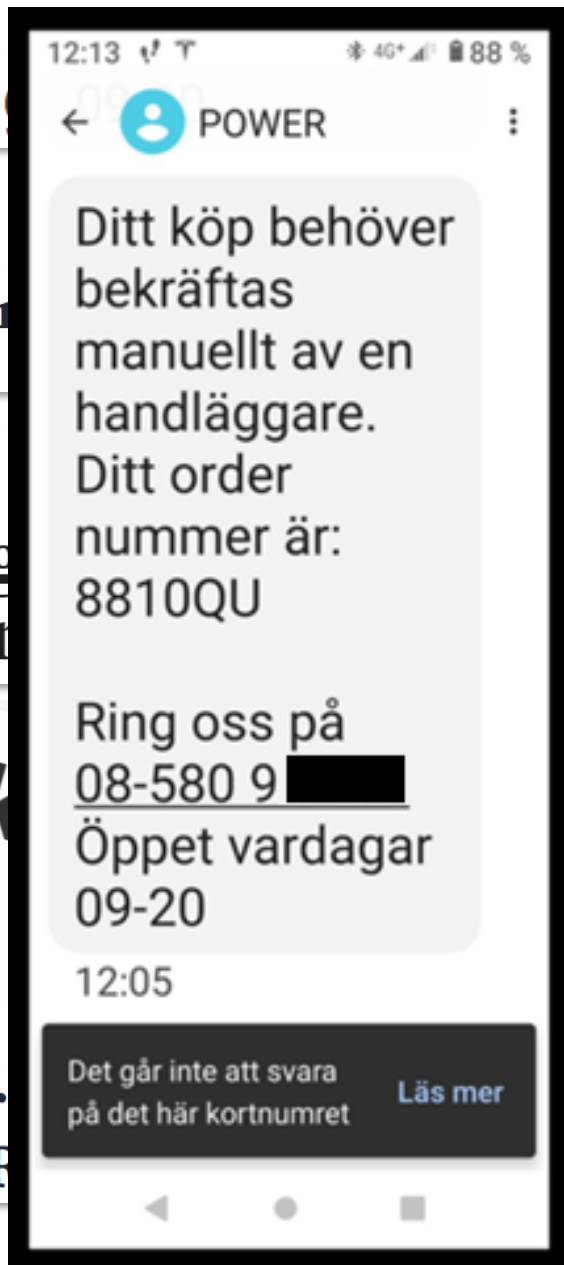 12:13 4G+ 88 %
POWER
Ditt köp behöver
bekräftas
manuellt av en
handläggare.
Ditt order
nummer är:
8810QU
Ring oss på
08-580 9
Öppet vardagar
09-20
12:05
Det går inte att svara
på det här kortnumret
Läs mer